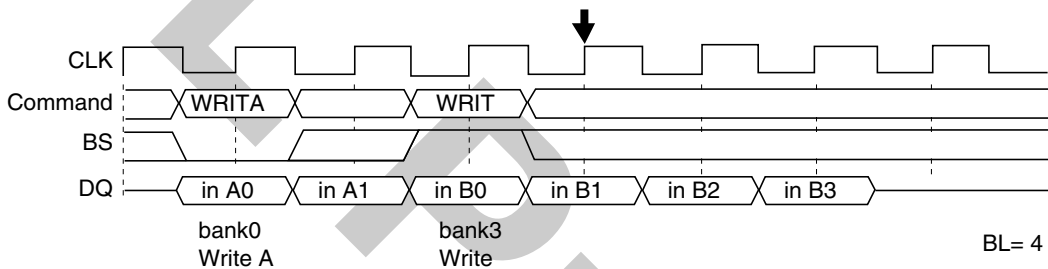 CLK
Command WRITA WRIT
BS
DQ in A0 in A1 in B0 in B1 in B2 in B3
bank0 bank3
Write A Write
BL= 4